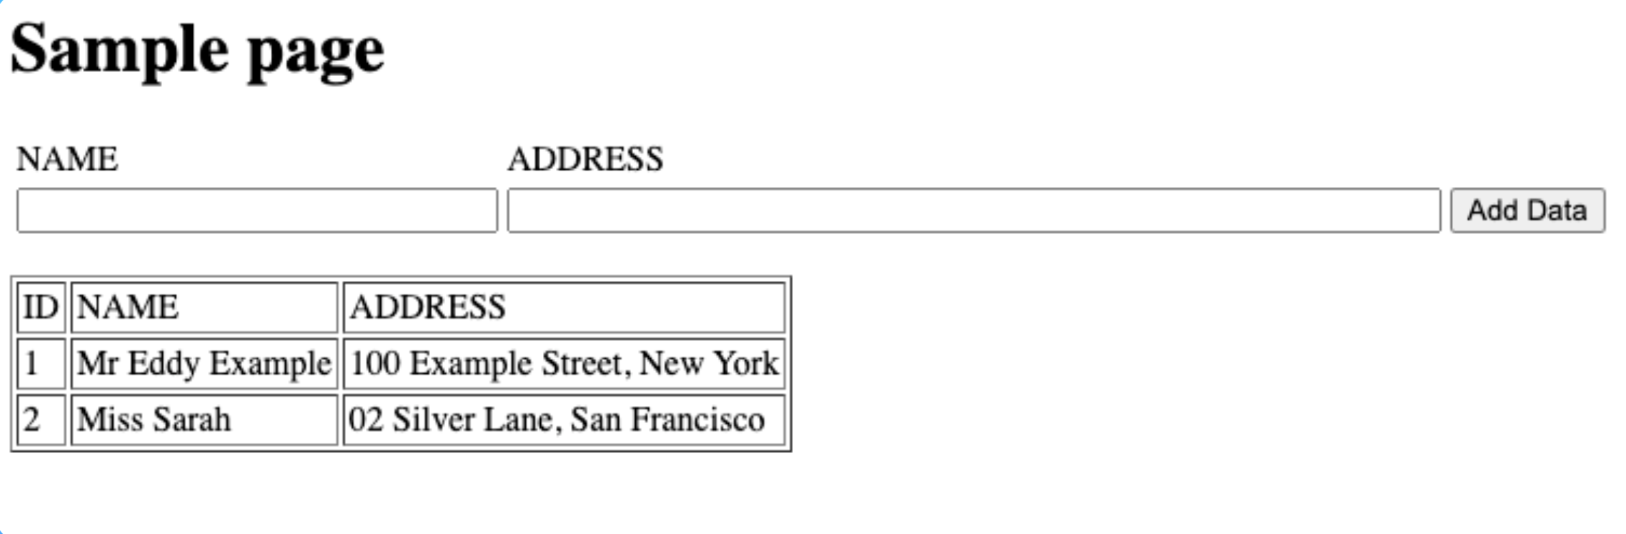 Sample page
NAME ADDRESS
Add Data
ID NAME ADDRESS
1 Mr Eddy Example 100 Example Street, New York
2 Miss Sarah 02 Silver Lane, San Francisco